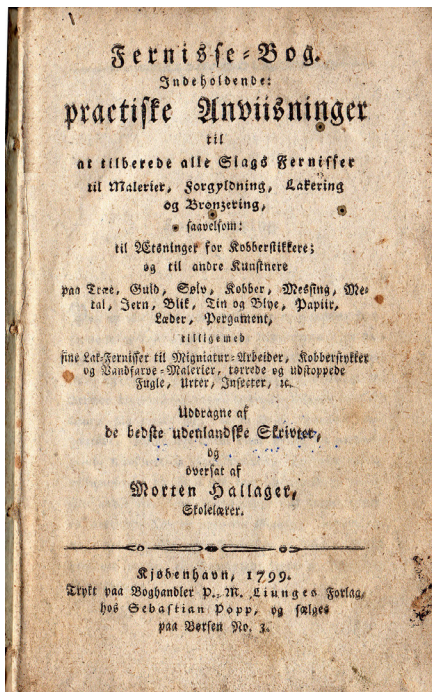 Fernisse-Bog.
Indeholdende:
practiske Anviisninger
til
at tilberede alle Slags Fernisser
til Malerier, Forgyldning, Lakering
og Bronzering,
saavelsom:
til Ætsninger for Kobberstikkere;
og til andre Kunstnere
paa Træe, Guld, Sølv, Kobber, Messing, Me-
tal, Jern, Blik, Tin og Blye, Papiir,
Læder, Pergament,
tilligemed
fine Lak-Fernisser til Migniatur-Arbeider, Kobberstykker
og Vandfarve-Malerier, tørrede og udstoppede
Fugle, Urter, Insecter, ꝛc.
Uddragne af
de bedste udenlandske Skrivter,
og
oversat af
Morten Hallager,
Skolelærer.
Kjøbenhavn, 1799.
Trykt paa Boghandler P. M. Liunges Forlag,
hos Sebastian Popp, og sælges
paa Børsen No. 3.